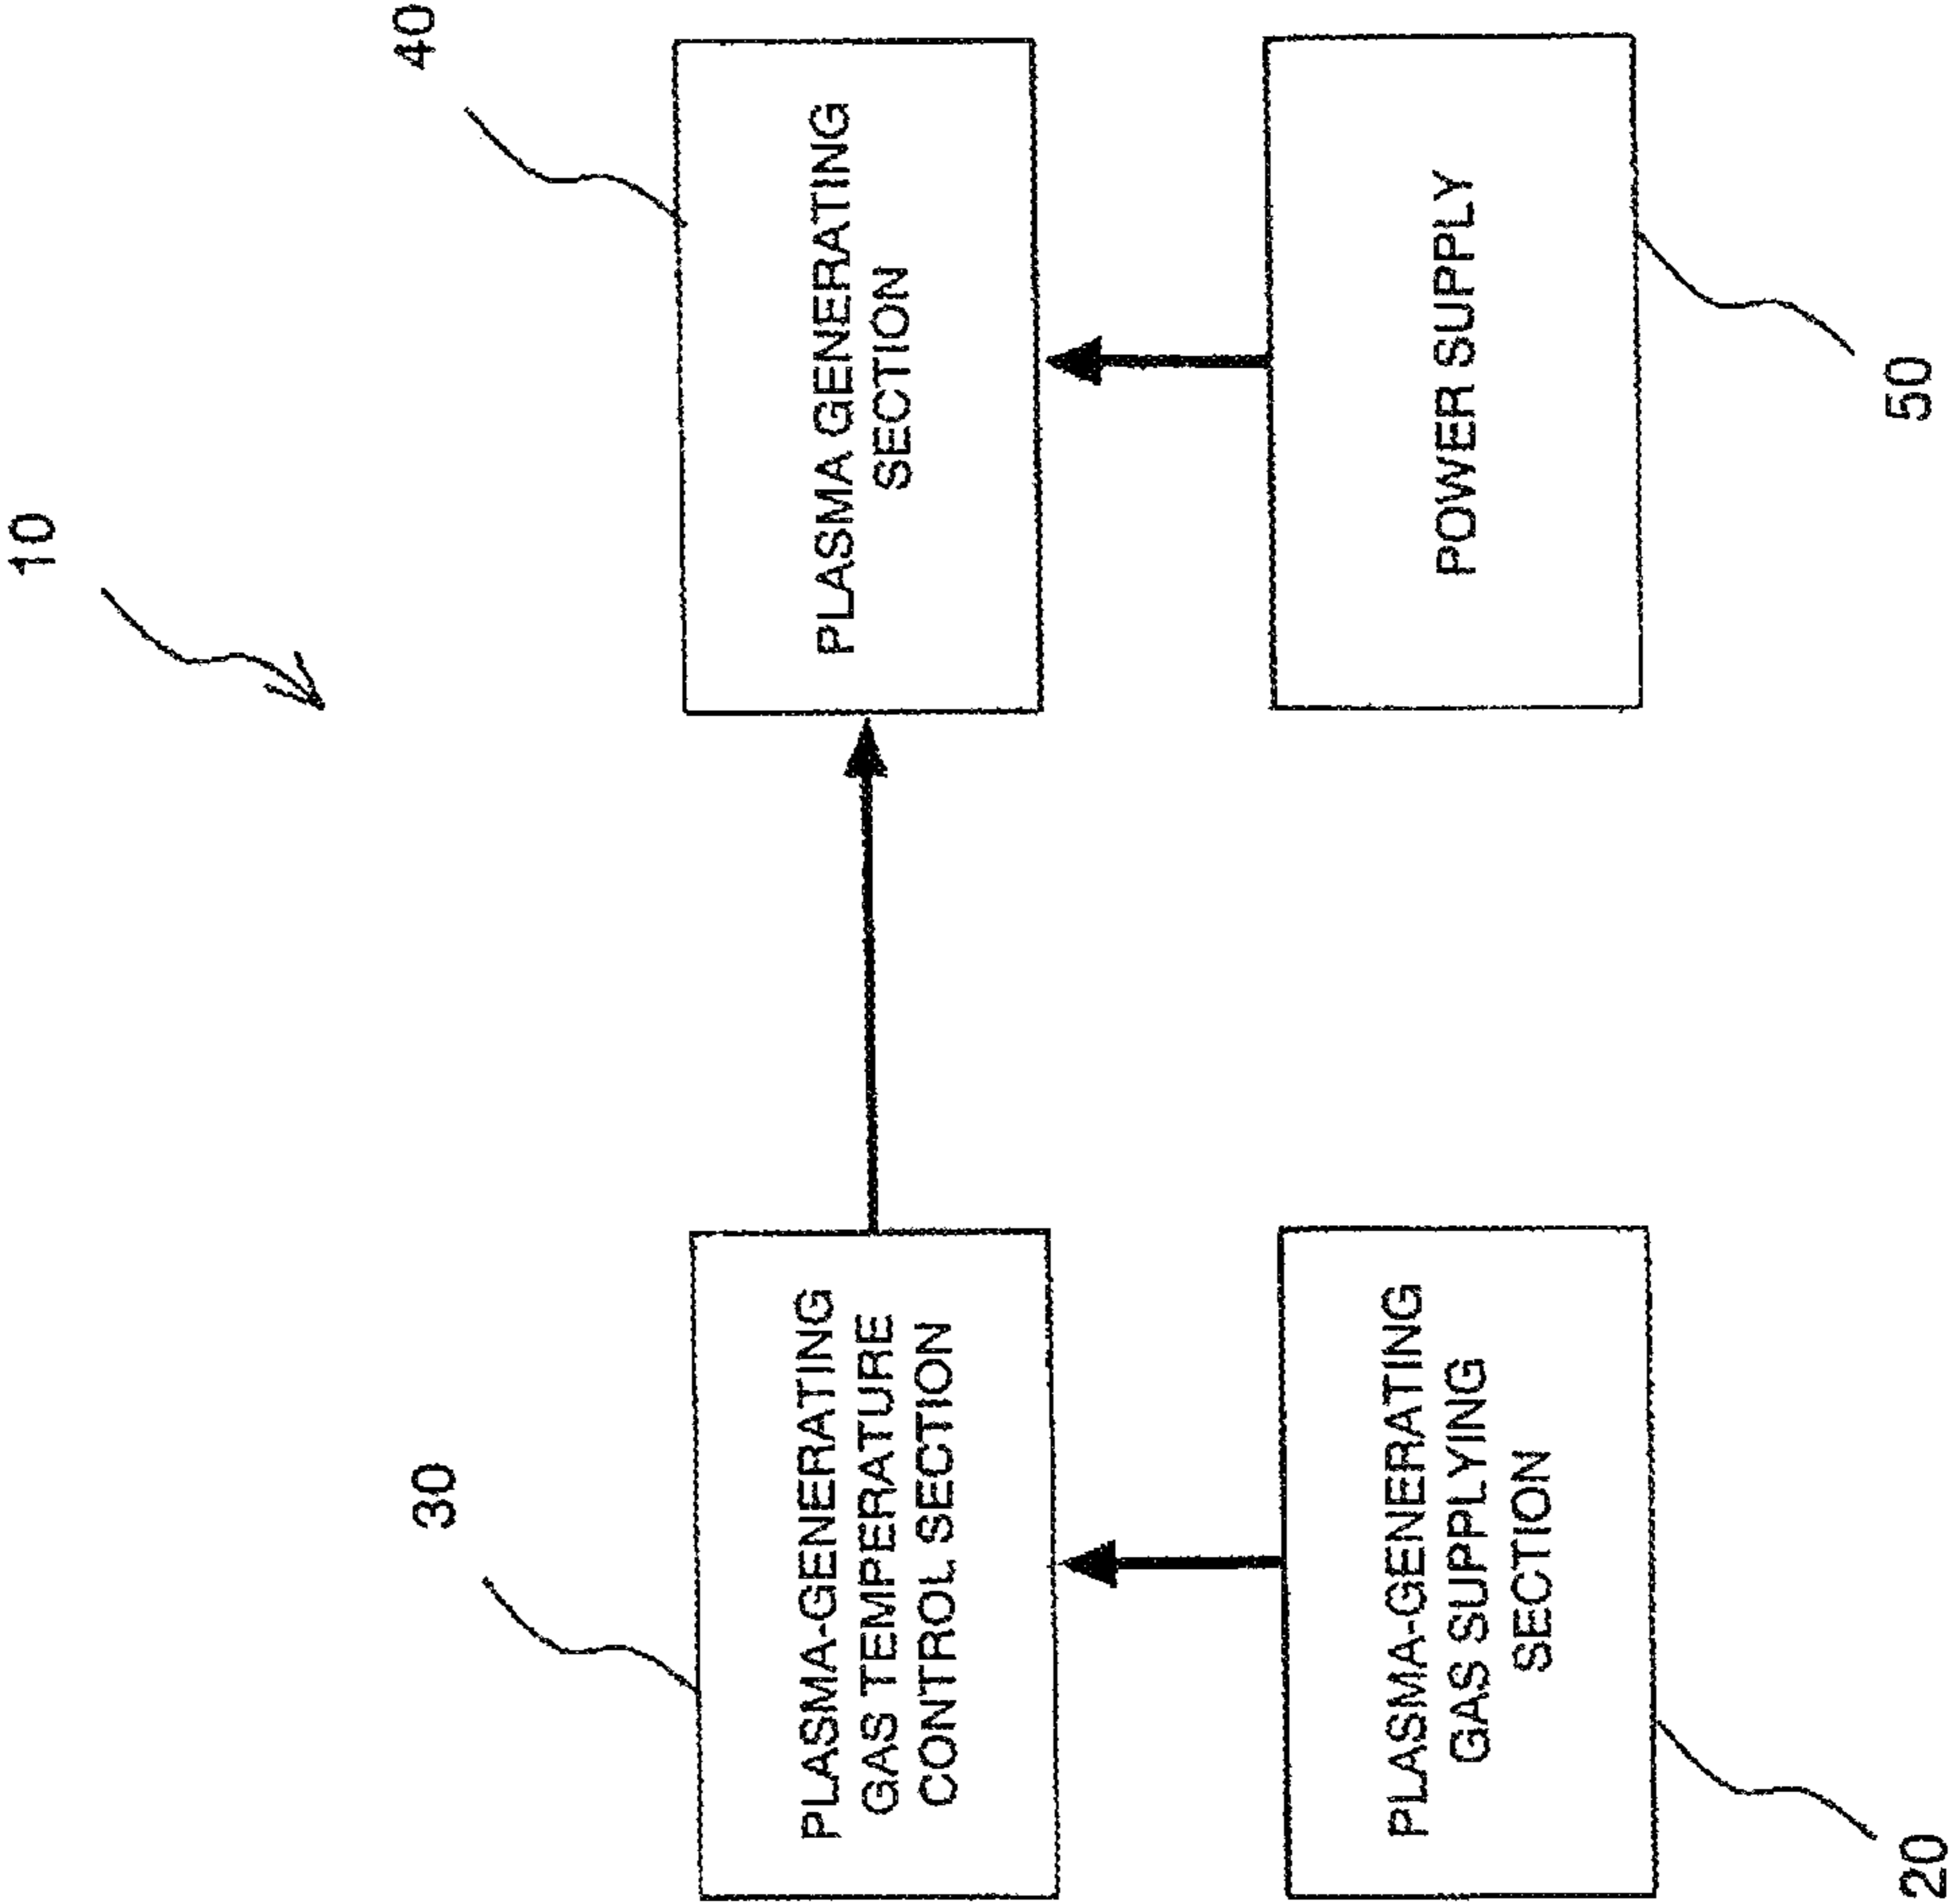 10
30
PLASMA-GENERATING
GAS TEMPERATURE
CONTROL SECTION
40
PLASMA GENERATING
SECTION
PLASMA-GENERATING
GAS SUPPLYING
SECTION
20
POWER SUPPLY
50